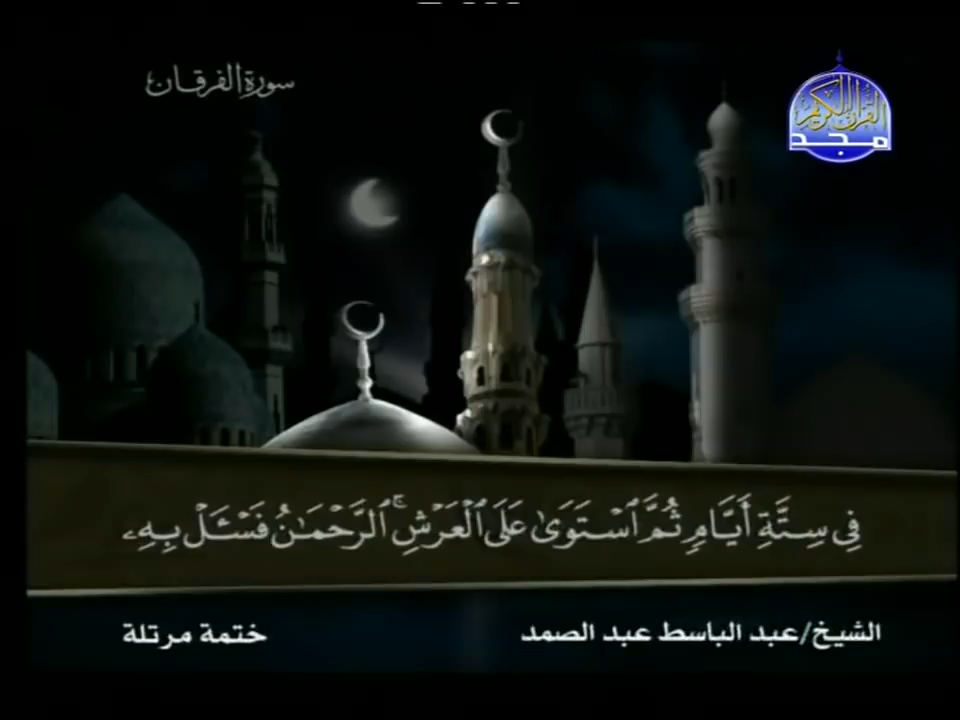 سورة الفرقان
القرآن الكريم
مجد
فِي سِتَّةِ أَيَّامٍ ثُمَّ ٱسْتَوَىٰ عَلَى ٱلْعَرْشِ ۚ ٱلرَّحْمَـٰنُ فَسْـَٔلْ بِهِۦ
الشيخ/عبد الباسط عبد الصمد
ختمة مرتلة